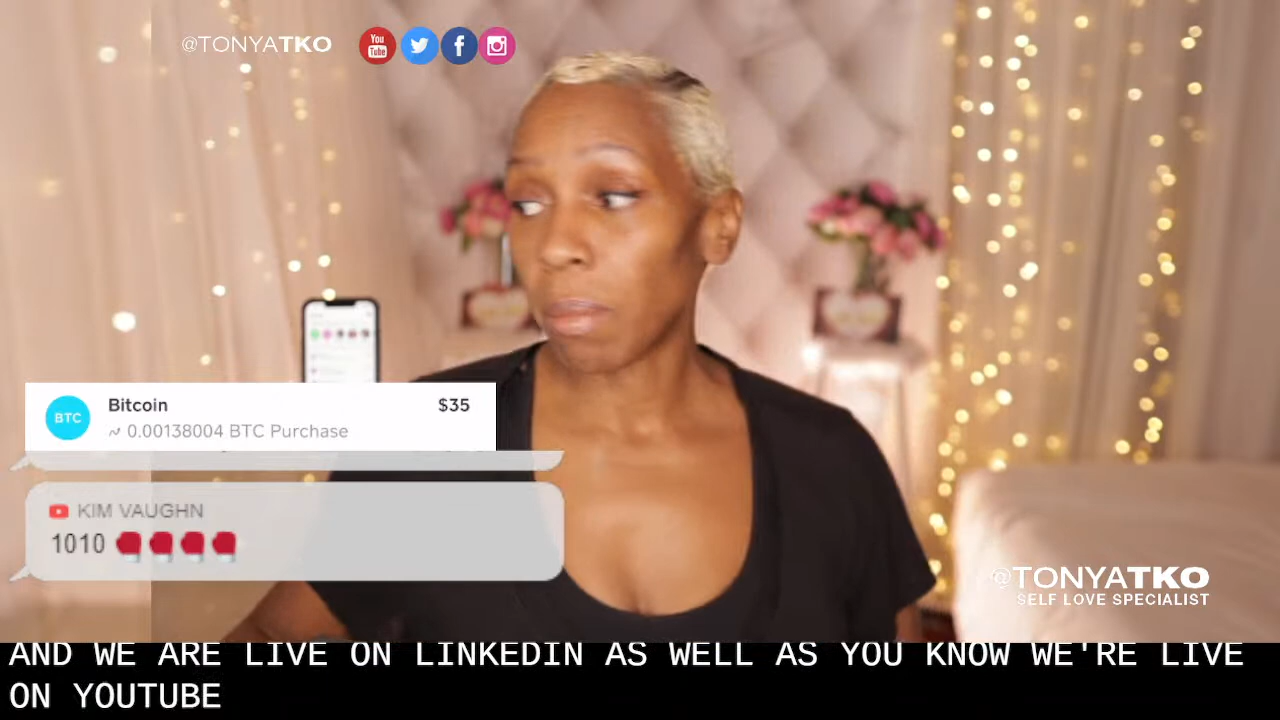 @TONYATKO You Tube
BTC Bitcoin $35
0.00138004 BTC Purchase
KIM VAUGHN
1010
@TONYATKO
SELF LOVE SPECIALIST
AND WE ARE LIVE ON LINKEDIN AS WELL AS YOU KNOW WE'RE LIVE
ON YOUTUBE